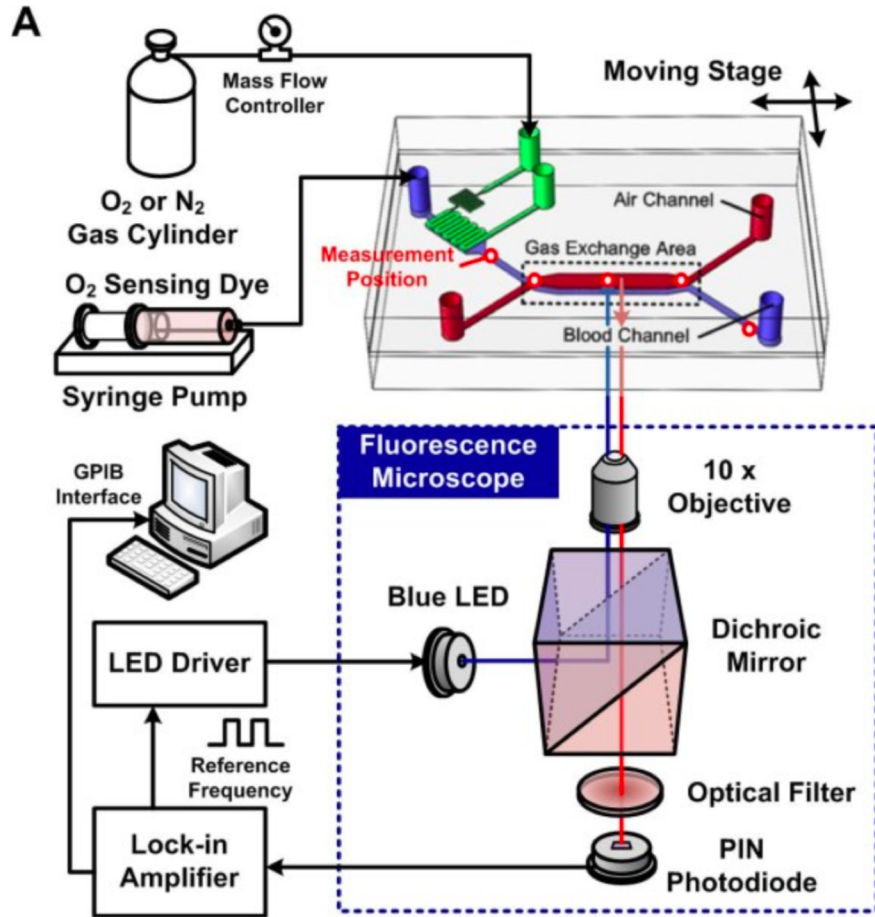 A
Mass Flow
Controller
Moving Stage
O₂ or N₂
Gas Cylinder
Air Channel
Gas Exchange Area
Measurement
Position
O₂ Sensing Dye
Blood Channel
Syringe Pump
Fluorescence
Microscope
GPIB
Interface
10 x
Objective
Blue LED
Dichroic
Mirror
LED Driver
Reference
Frequency
Optical Filter
Lock-in
Amplifier
PIN
Photodiode